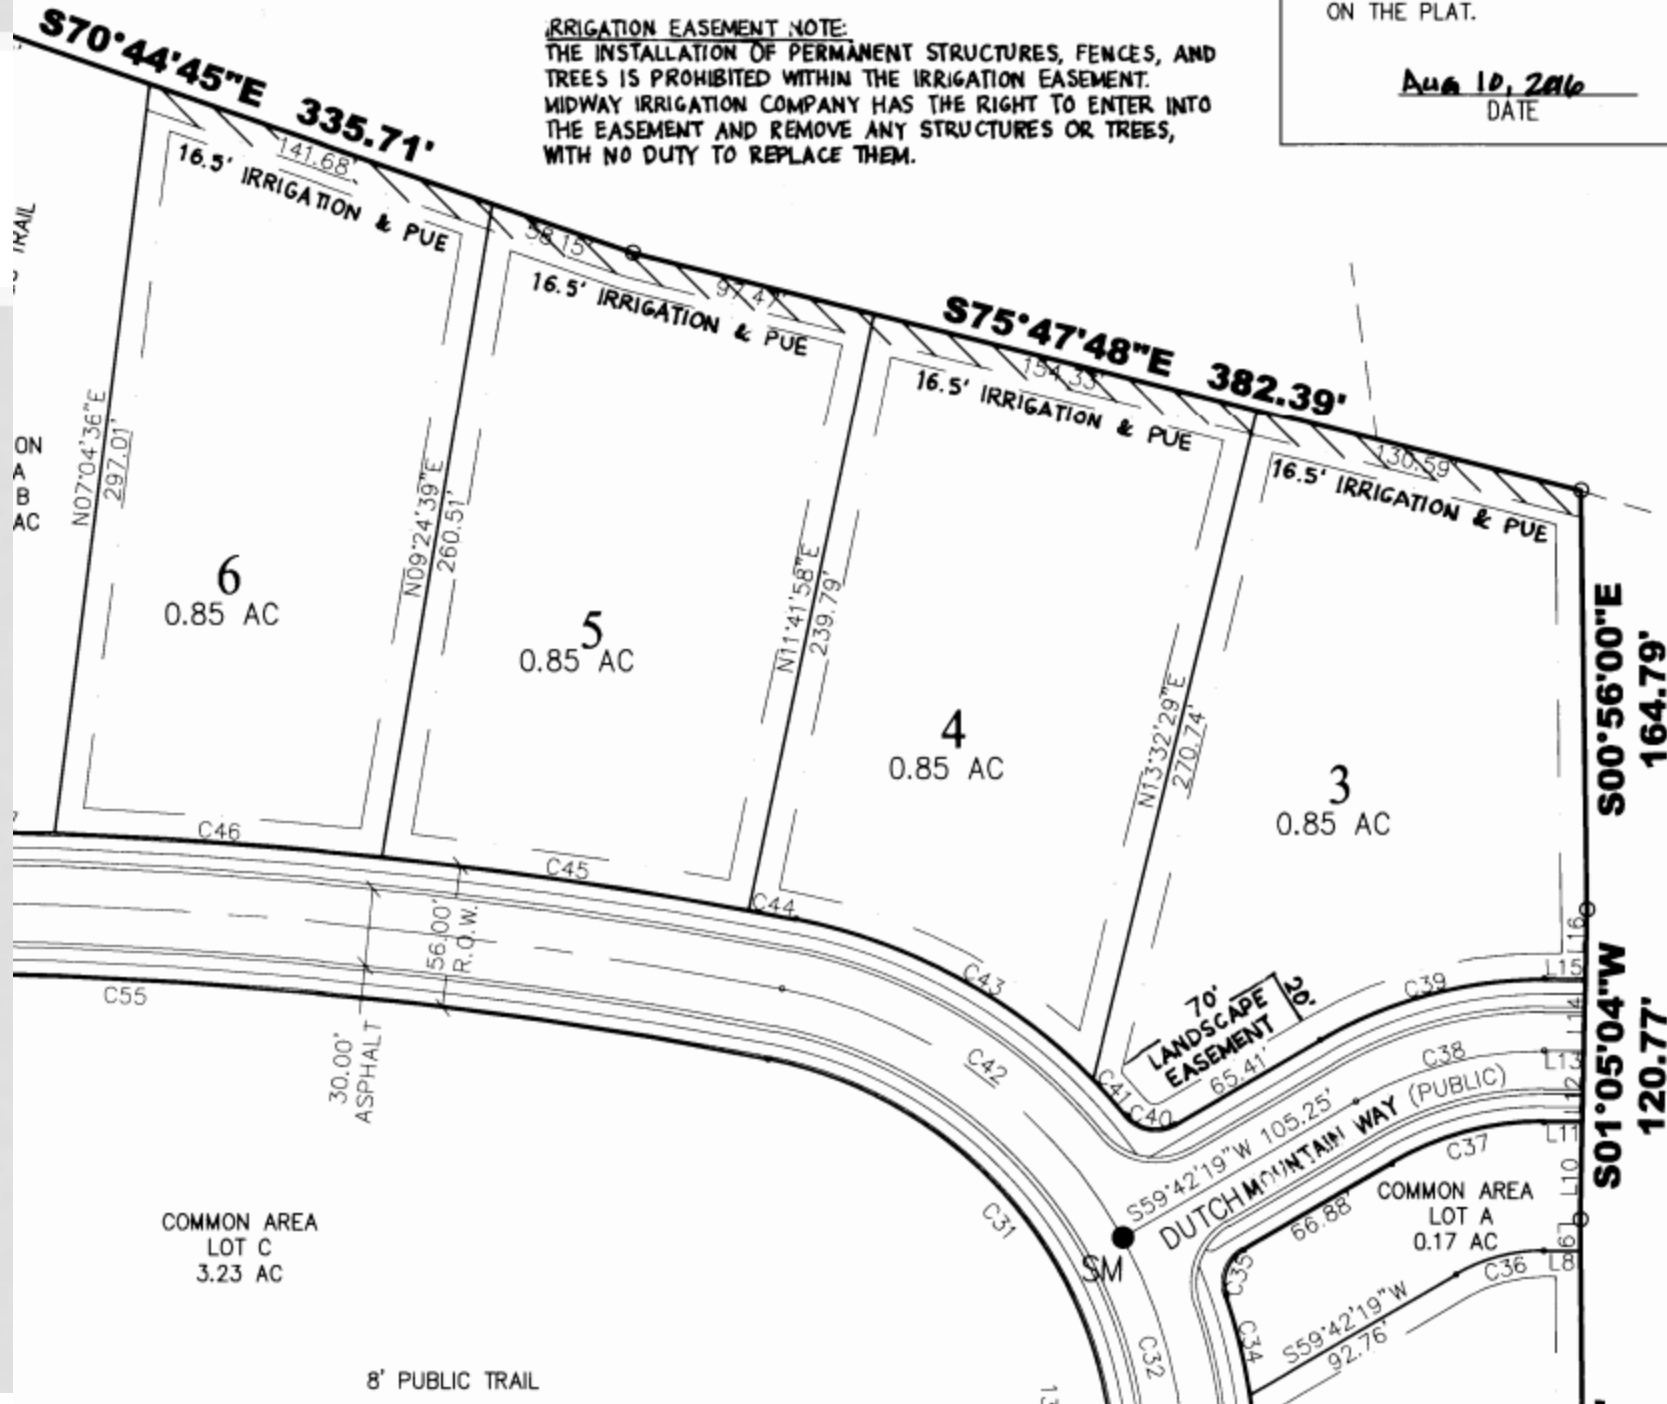 ON THE PLAT.
Aug 10, 2016
DATE
IRRIGATION EASEMENT NOTE:
THE INSTALLATION OF PERMANENT STRUCTURES, FENCES, AND
TREES IS PROHIBITED WITHIN THE IRRIGATION EASEMENT.
MIDWAY IRRIGATION COMPANY HAS THE RIGHT TO ENTER INTO
THE EASEMENT AND REMOVE ANY STRUCTURES OR TREES,
WITH NO DUTY TO REPLACE THEM.
S70°44'45"E 335.71'
141.68'
16.5' IRRIGATION & PUE
58.15'
97.47'
16.5' IRRIGATION & PUE
S75°47'48"E 382.39'
154.33'
16.5' IRRIGATION & PUE
130.59'
16.5' IRRIGATION & PUE
TRAIL
ON
A
B
AC
N07°04'36"E
297.01'
6
0.85 AC
N09°24'39"E
260.51'
5
0.85 AC
N11°41'58"E
239.79'
4
0.85 AC
N13°32'29"E
270.74'
3
0.85 AC
S00°56'00"E
164.79'
C46
C45
C44
C43
C42
C41
C40
C39
L16
L15
L14
L13
L12
L11
L10
S01°05'04"W
120.77'
56.00'
R.O.W.
30.00'
ASPHALT
C55
70'
20'
LANDSCAPE
EASEMENT
65.41'
C38
S59°42'19"W 105.25'
DUTCH MOUNTAIN WAY (PUBLIC)
C37
66.88'
COMMON AREA
LOT A
0.17 AC
L8
C36
C35
C34
S59°42'19"W
92.76'
SM
C31
C32
COMMON AREA
LOT C
3.23 AC
8' PUBLIC TRAIL